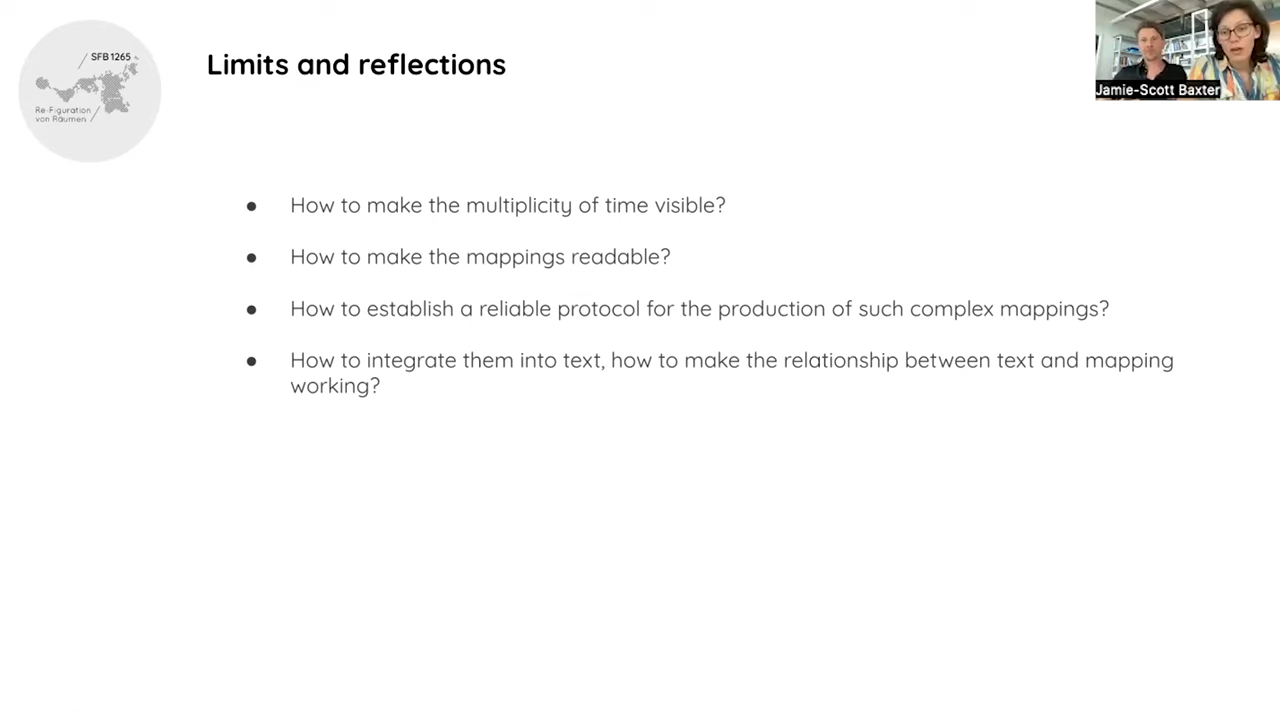 SFB 1265
Re-Figuration
von Räumen
Limits and reflections
Jamie-Scott Baxter
● How to make the multiplicity of time visible?
● How to make the mappings readable?
● How to establish a reliable protocol for the production of such complex mappings?
● How to integrate them into text, how to make the relationship between text and mapping
working?